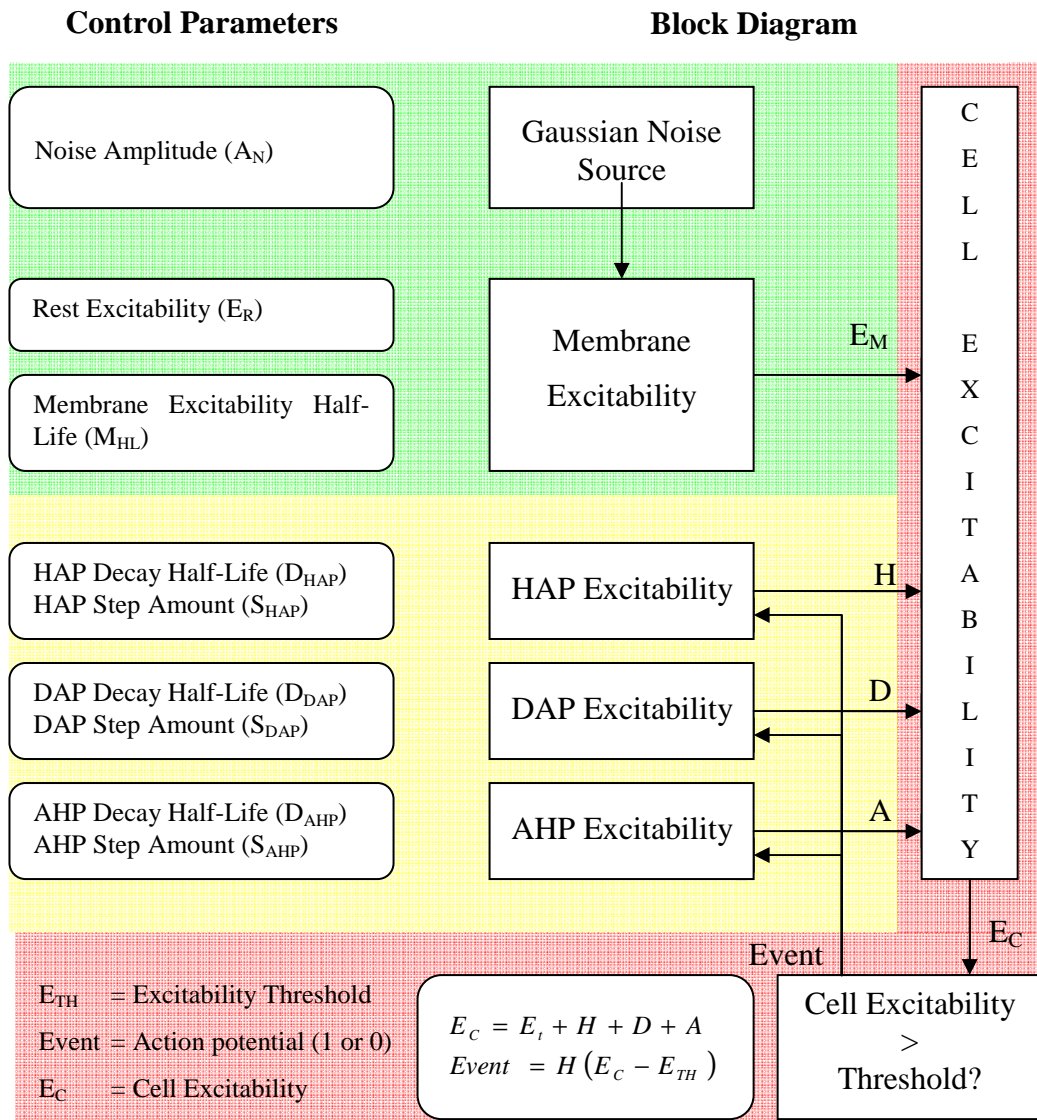 Control Parameters
Block Diagram
Noise Amplitude (A_N)
Gaussian Noise
Source
Rest Excitability (E_R)
Membrane Excitability Half-
Life (M_HL)
Membrane
Excitability
E_M
HAP Decay Half-Life (D_HAP)
HAP Step Amount (S_HAP)
HAP Excitability
H
DAP Decay Half-Life (D_DAP)
DAP Step Amount (S_DAP)
DAP Excitability
D
AHP Decay Half-Life (D_AHP)
AHP Step Amount (S_AHP)
AHP Excitability
A
CELL EXCITABILITY
E_C
Event
E_TH = Excitability Threshold
Event = Action potential (1 or 0)
E_C = Cell Excitability
E_C = E_t + H + D + A
Event = H (E_C − E_TH)
Cell Excitability
>
Threshold?